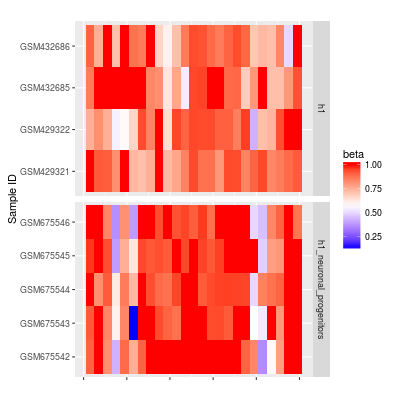 GSM432686
GSM432685
GSM429322
GSM429321
h1
GSM675546
GSM675545
GSM675544
GSM675543
GSM675542
h1_neuronal_progenitors
Sample ID
beta
1.00
0.75
0.50
0.25